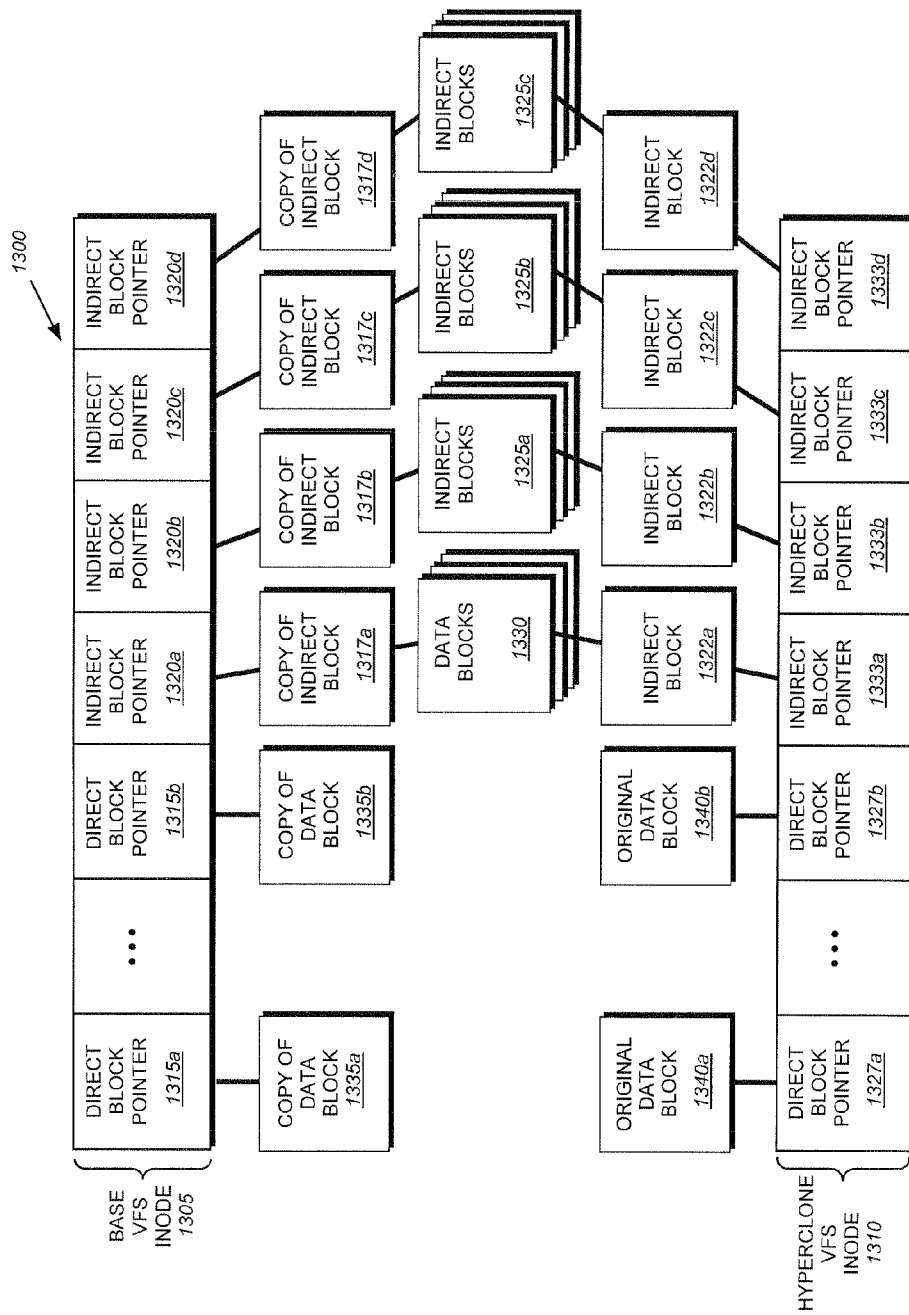 1300
BASE
VFS
INODE
1305
DIRECT
BLOCK
POINTER
1315a
•••
DIRECT
BLOCK
POINTER
1315b
INDIRECT
BLOCK
POINTER
1320a
INDIRECT
BLOCK
POINTER
1320b
INDIRECT
BLOCK
POINTER
1320c
INDIRECT
BLOCK
POINTER
1320d
COPY OF
DATA
BLOCK
1335a
COPY OF
DATA
BLOCK
1335b
COPY OF
INDIRECT
BLOCK
1317a
COPY OF
INDIRECT
BLOCK
1317b
COPY OF
INDIRECT
BLOCK
1317c
COPY OF
INDIRECT
BLOCK
1317d
DATA
BLOCKS
1330
INDIRECT
BLOCKS
1325a
INDIRECT
BLOCKS
1325b
INDIRECT
BLOCKS
1325c
ORIGINAL
DATA
BLOCK
1340a
ORIGINAL
DATA
BLOCK
1340b
INDIRECT
BLOCK
1322a
INDIRECT
BLOCK
1322b
INDIRECT
BLOCK
1322c
INDIRECT
BLOCK
1322d
HYPERCLONE
VFS
INODE
1310
DIRECT
BLOCK
POINTER
1327a
•••
DIRECT
BLOCK
POINTER
1327b
INDIRECT
BLOCK
POINTER
1333a
INDIRECT
BLOCK
POINTER
1333b
INDIRECT
BLOCK
POINTER
1333c
INDIRECT
BLOCK
POINTER
1333d